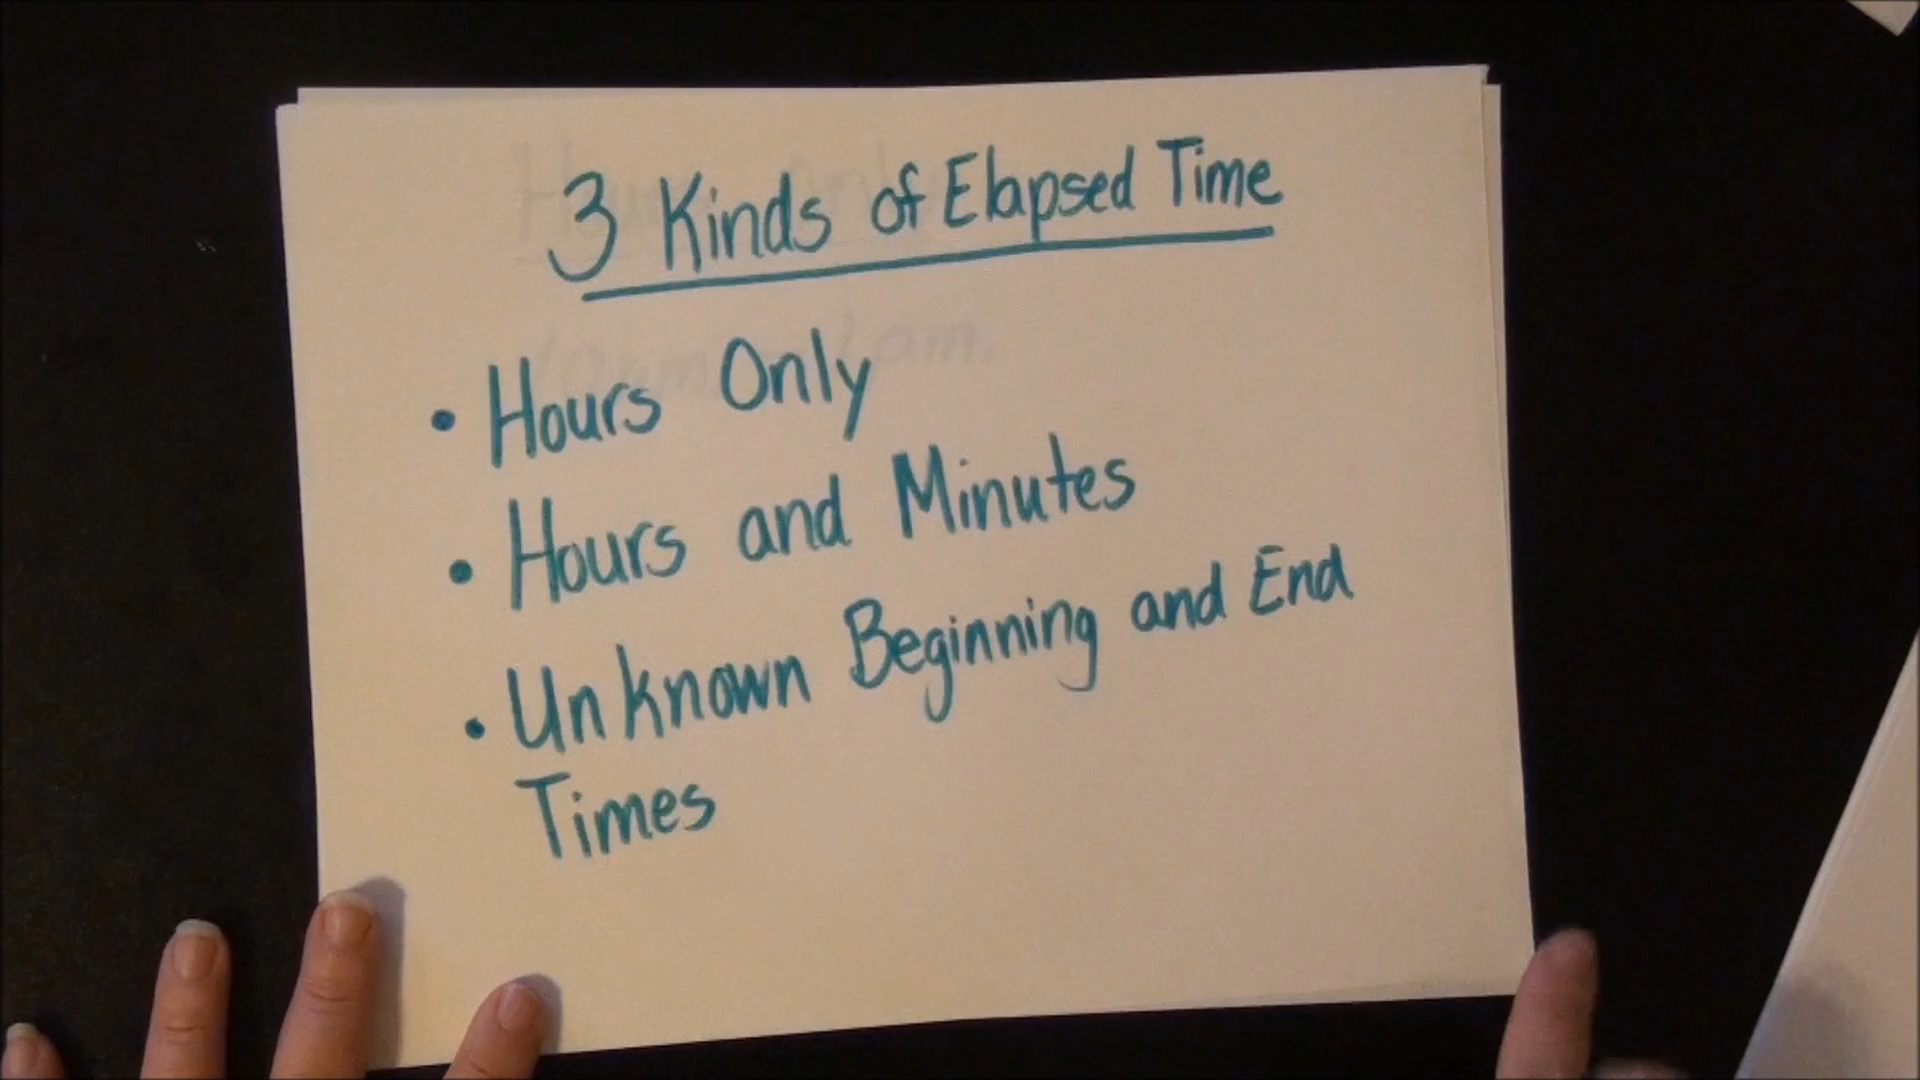 3 Kinds of Elapsed Time
• Hours Only
• Hours and Minutes
• Unknown Beginning and End
Times